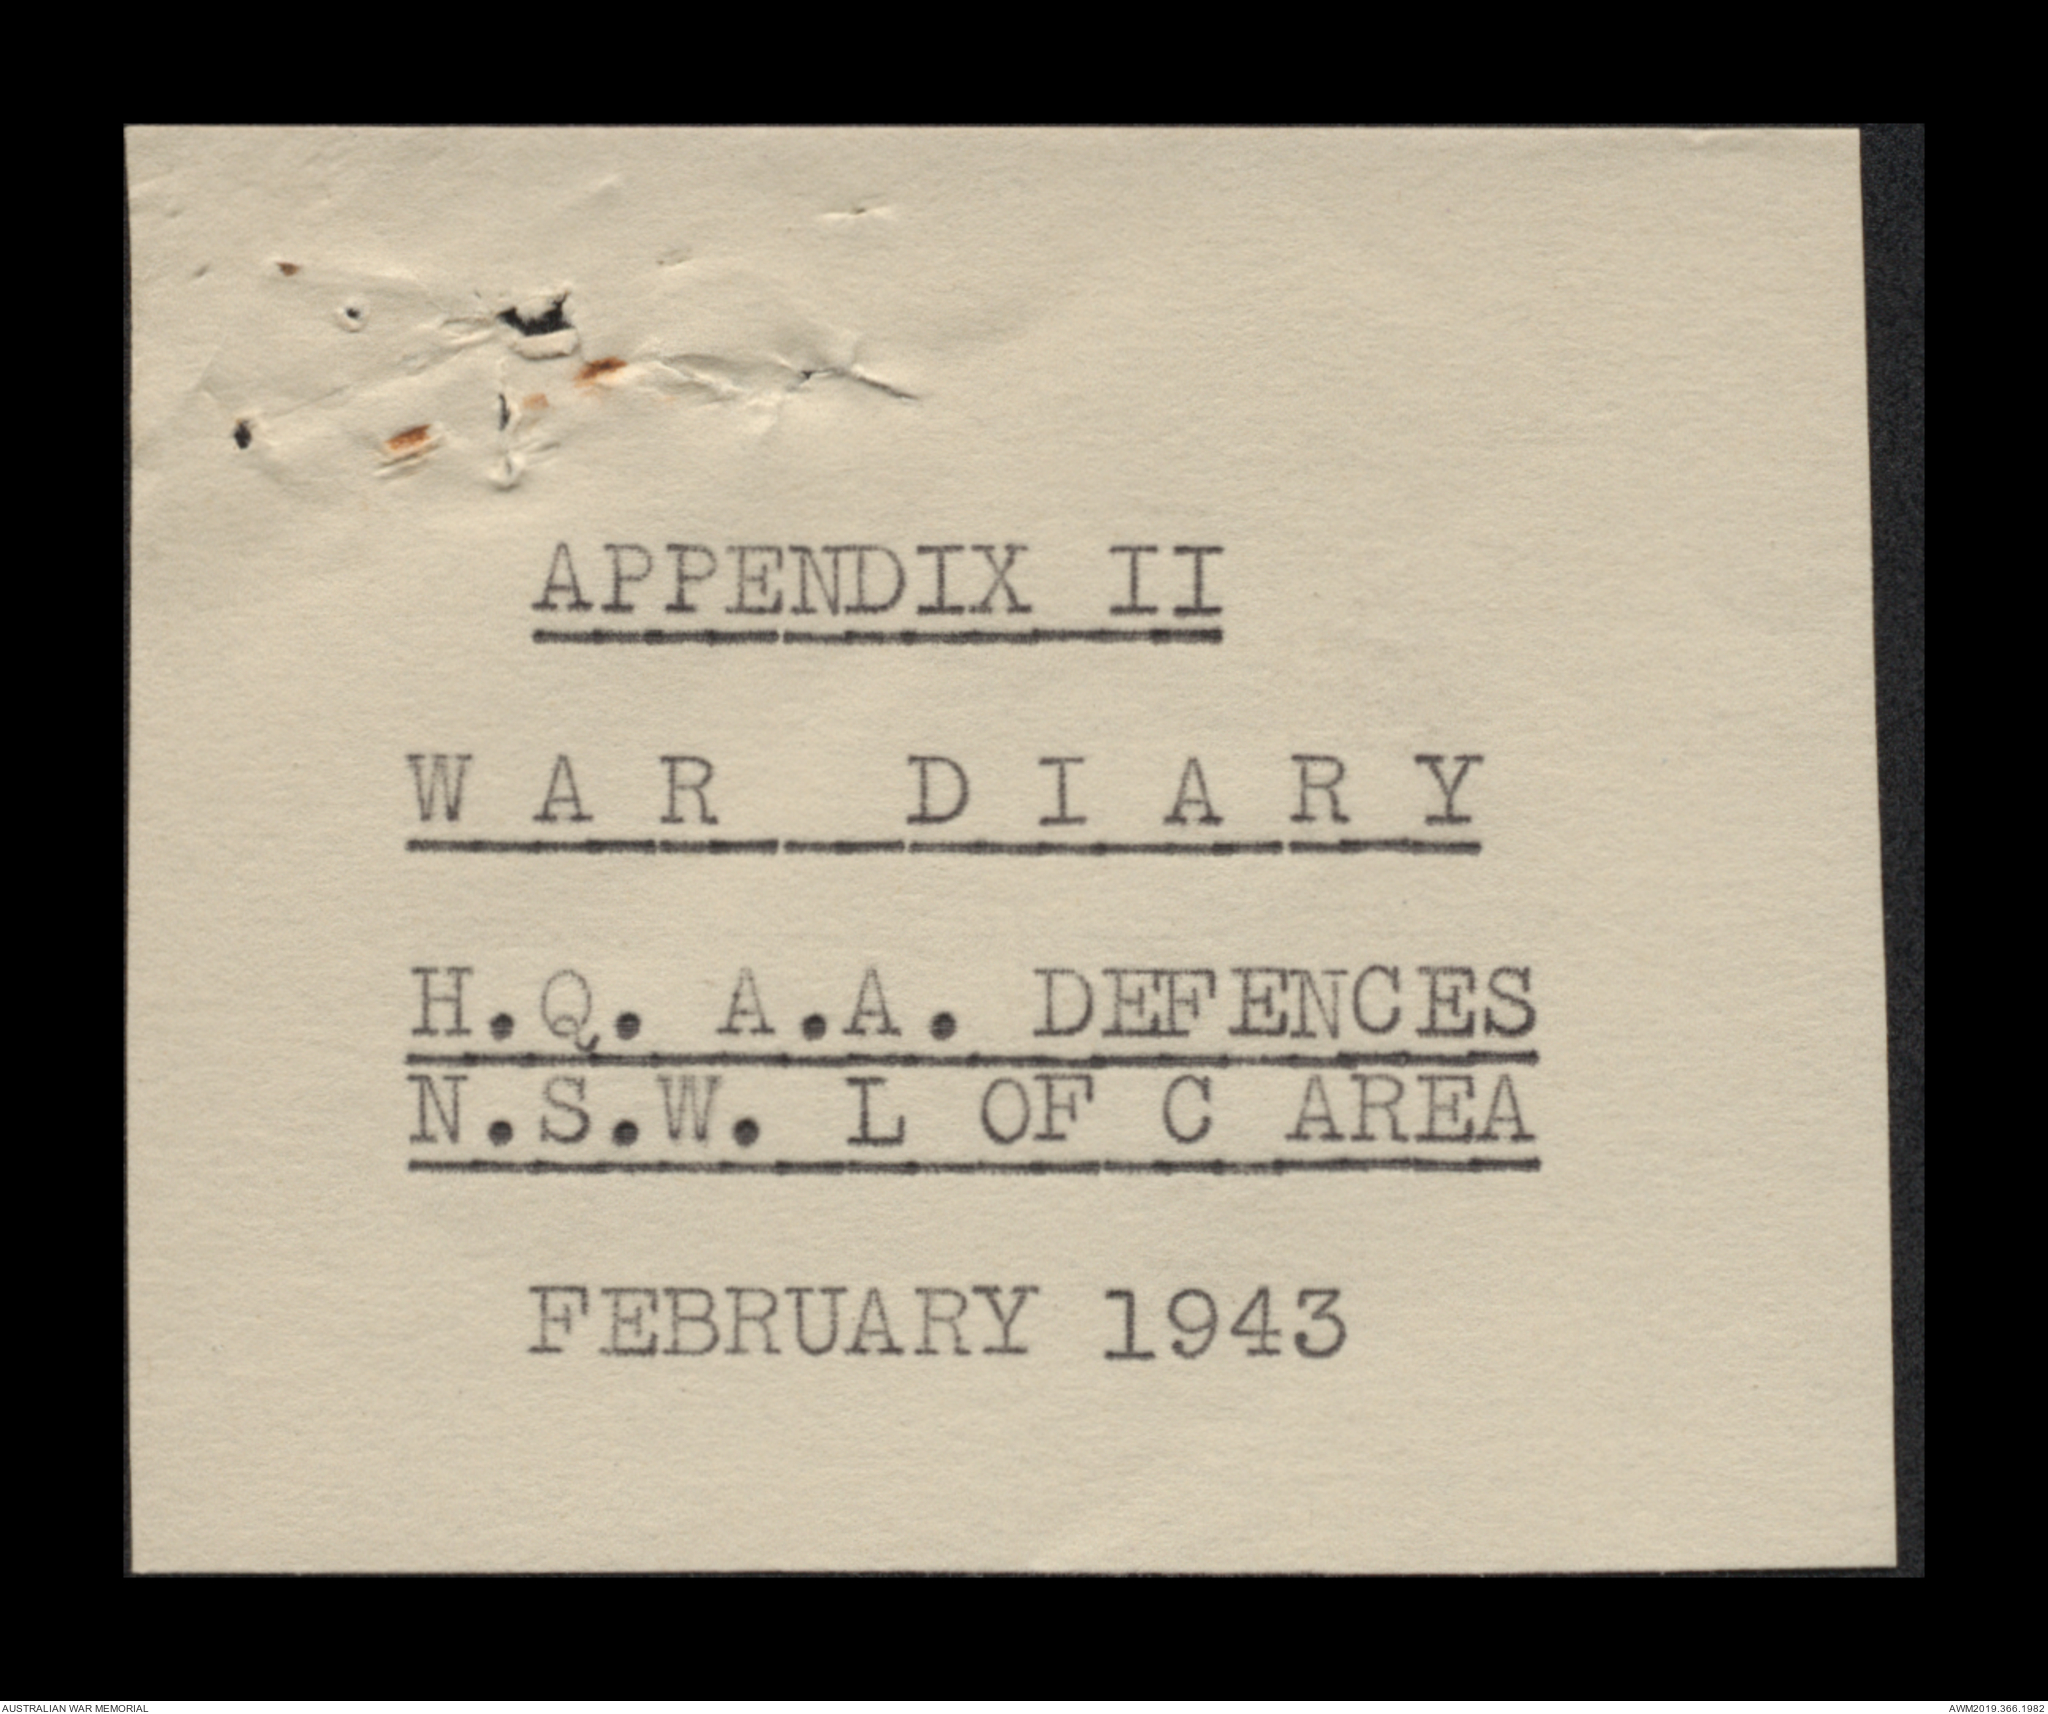 APPENDIX II
W A R  D I A R Y
H.Q. A.A. DEFENCES
N.S.W. L OF C AREA
FEBRUARY 1943
AUSTRALIAN WAR MEMORIAL
AWM2019.366.1982